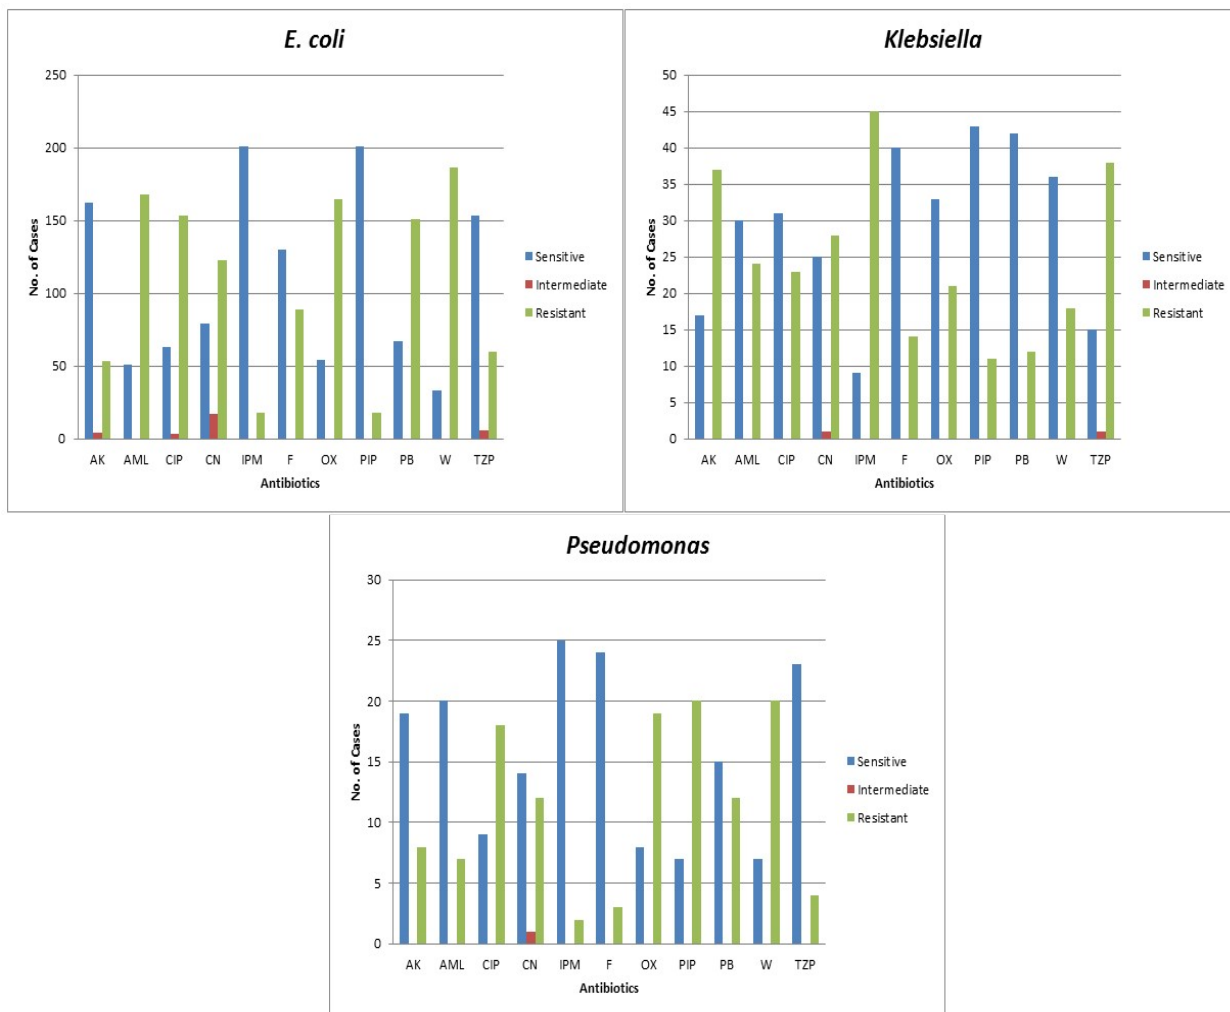 E. coli
250
200
150
100
50
0
No. of Cases
AK AML CIP CN IPM F OX PIP PB W TZP
Antibiotics
Sensitive
Intermediate
Resistant
Klebsiella
50
45
40
35
30
25
20
15
10
5
0
No. of Cases
AK AML CIP CN IPM F OX PIP PB W TZP
Antibiotics
Sensitive
Intermediate
Resistant
Pseudomonas
30
25
20
15
10
5
0
No. of Cases
AK AML CIP CN IPM F OX PIP PB W TZP
Antibiotics
Sensitive
Intermediate
Resistant